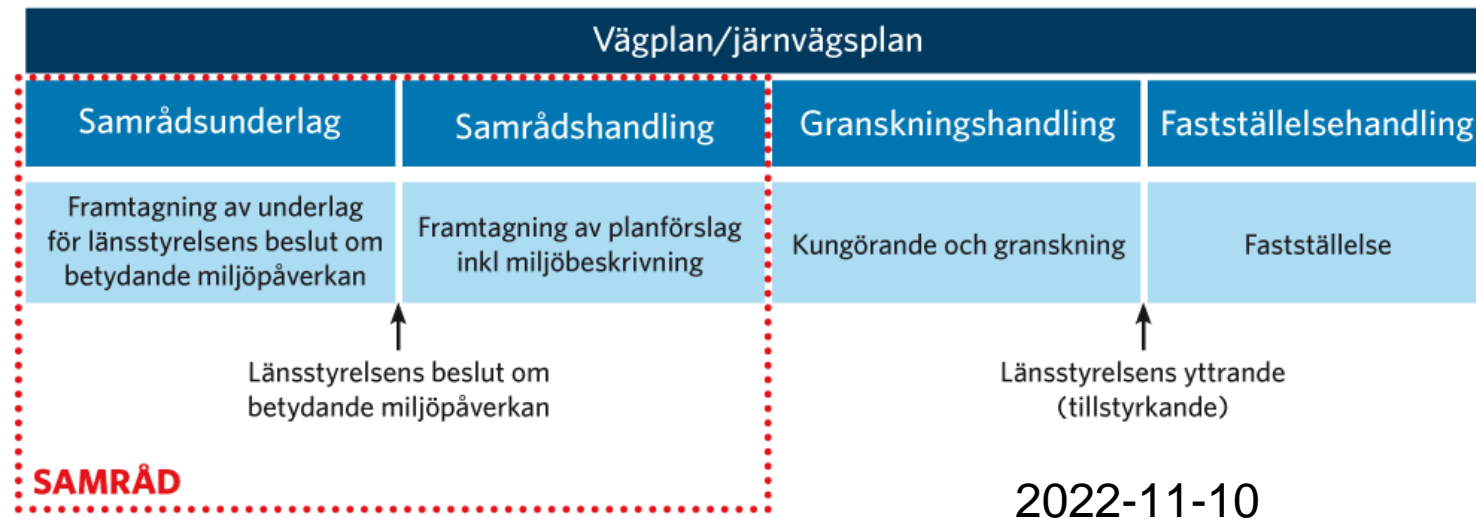 Vägplan/järnvägsplan
Samrådsunderlag
Samrådshandling
Granskningshandling
Fastställelsehandling
Framtagning av underlag
för länsstyrelsens beslut om
betydande miljöpåverkan
Framtagning av planförslag
inkl miljöbeskrivning
Kungörande och granskning
Fastställelse
Länsstyrelsens beslut om
betydande miljöpåverkan
Länsstyrelsens yttrande
(tillstyrkande)
SAMRÅD
2022-11-10